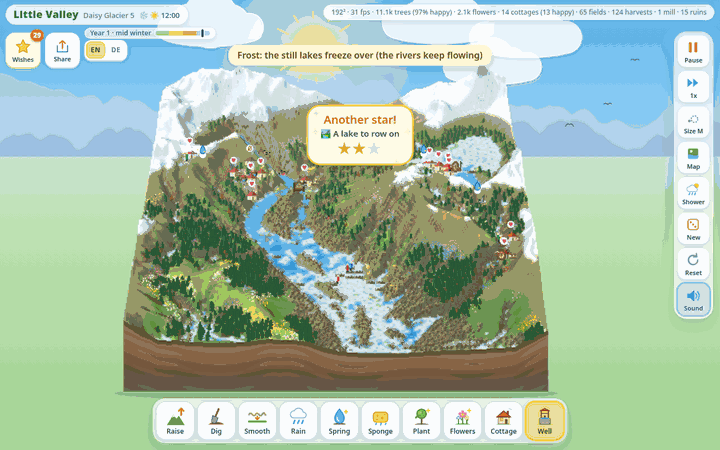 Little Valley Daisy Glacier 5 12:00
192² · 31 fps · 11.1k trees (97% happy) · 2.1k flowers · 14 cottages (13 happy) · 65 fields · 124 harvests · 1 mill · 15 ruins
Year 1 · mid winter
29
Wishes
Share
EN DE
Frost: the still lakes freeze over (the rivers keep flowing)
Another star!
A lake to row on
Pause
1x
Size M
Map
Shower
New
Reset
Sound
Raise
Dig
Smooth
Rain
Spring
Sponge
Plant
Flowers
Cottage
Well